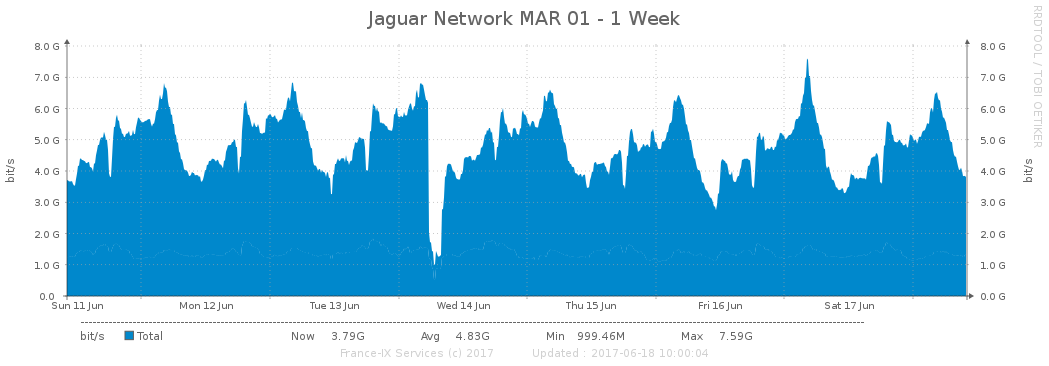 Jaguar Network MAR 01 - 1 Week
RRDTOOL / TOBI OETIKER
8.0 G 8.0 G
7.0 G 7.0 G
6.0 G 6.0 G
5.0 G 5.0 G
bit/s bit/s
4.0 G 4.0 G
3.0 G 3.0 G
2.0 G 2.0 G
1.0 G 1.0 G
0.0 0.0 G
Sun 11 Jun Mon 12 Jun Tue 13 Jun Wed 14 Jun Thu 15 Jun Fri 16 Jun Sat 17 Jun
bit/s Total Now 3.79G Avg 4.83G Min 999.46M Max 7.59G
France-IX Services (c) 2017 Updated : 2017-06-18 10:00:04